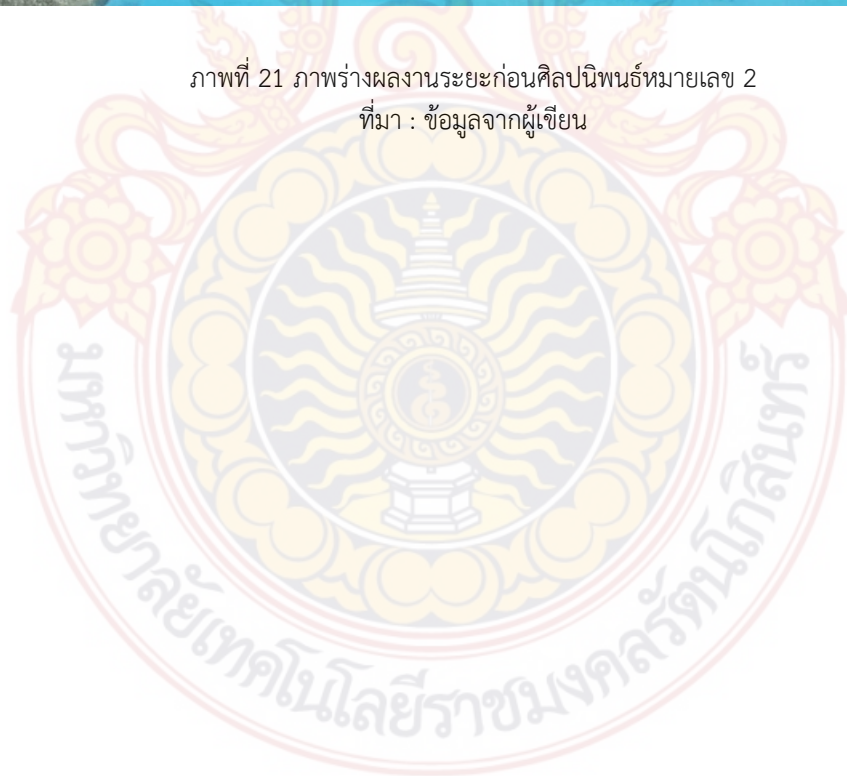 ภาพที่ 21 ภาพร่างผลงานระยะก่อนศิลปนิพนธ์หมายเลข 2
ที่มา : ข้อมูลจากผู้เขียน
มหาวิทยาลัยเทคโนโลยีราชมงคลรัตนโกสินทร์